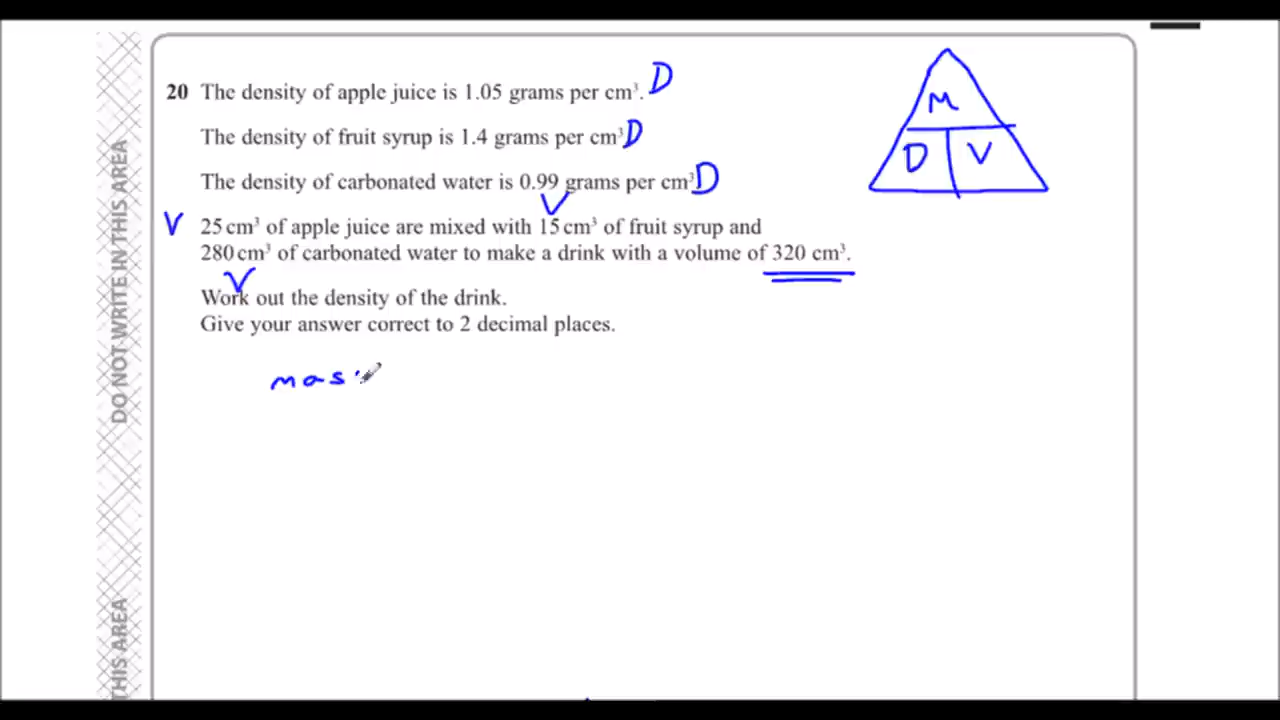 20 The density of apple juice is 1.05 grams per cm³. D
The density of fruit syrup is 1.4 grams per cm³ D
The density of carbonated water is 0.99 grams per cm³ D
V
V 25 cm³ of apple juice are mixed with 15 cm³ of fruit syrup and
280 cm³ of carbonated water to make a drink with a volume of 320 cm³.
V
Work out the density of the drink.
Give your answer correct to 2 decimal places.
mas
M
D V
DO NOT WRITE IN THIS AREA
THIS AREA